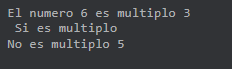 El numero 6 es multiplo 3
 Si es multiplo
No es multiplo 5